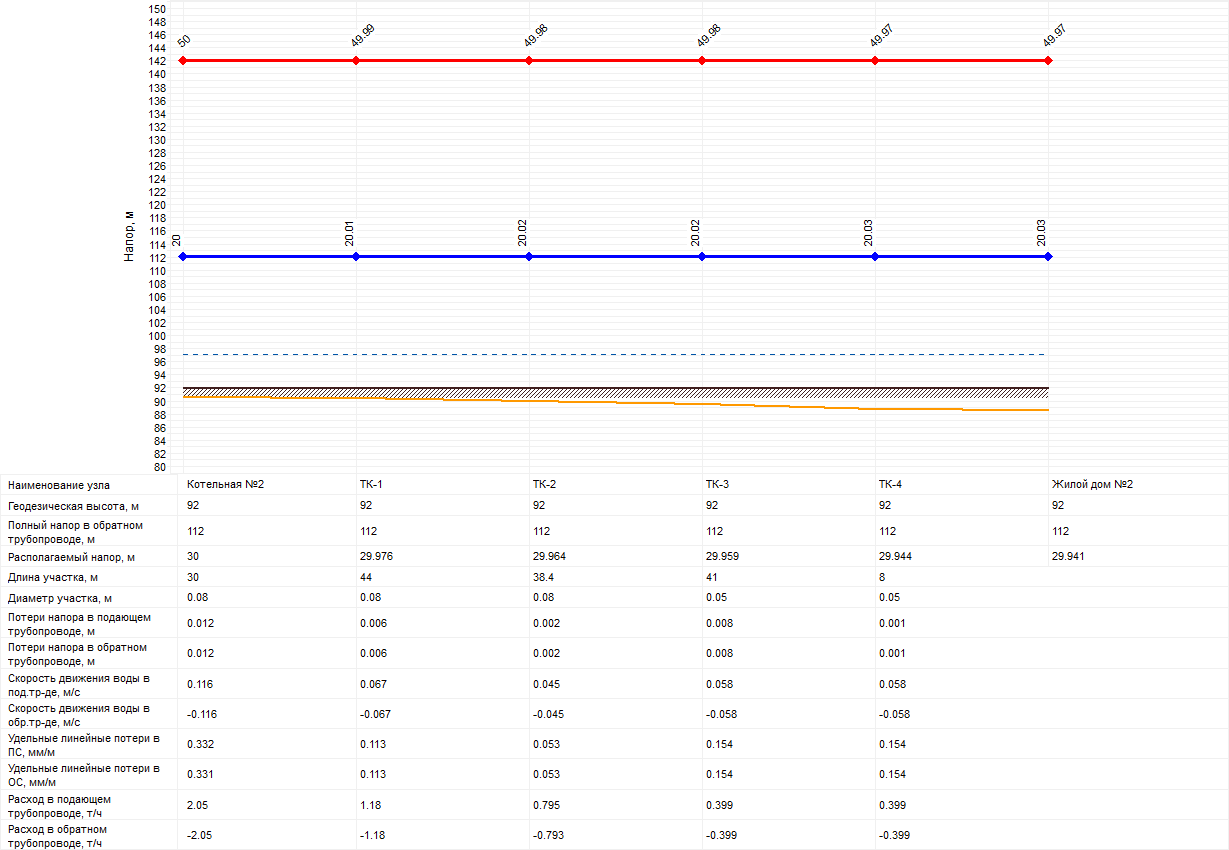 150
148
146
144
142
140
138
136
134
132
130
128
126
124
122
120
118
116
114
112
110
108
106
104
102
100
98
96
94
92
90
88
86
84
82
80
Напор, м
50 49.99 49.98 49.98 49.97 49.97
20 20.01 20.02 20.02 20.03 20.03
Наименование узла Котельная №2 ТК-1 ТК-2 ТК-3 ТК-4 Жилой дом №2
Геодезическая высота, м 92 92 92 92 92 92
Полный напор в обратном
трубопроводе, м 112 112 112 112 112 112
Располагаемый напор, м 30 29.976 29.964 29.959 29.944 29.941
Длина участка, м 30 44 38.4 41 8
Диаметр участка, м 0.08 0.08 0.08 0.05 0.05
Потери напора в подающем
трубопроводе, м 0.012 0.006 0.002 0.008 0.001
Потери напора в обратном
трубопроводе, м 0.012 0.006 0.002 0.008 0.001
Скорость движения воды в
под.тр-де, м/с 0.116 0.067 0.045 0.058 0.058
Скорость движения воды в
обр.тр-де, м/с -0.116 -0.067 -0.045 -0.058 -0.058
Удельные линейные потери в
ПС, мм/м 0.332 0.113 0.053 0.154 0.154
Удельные линейные потери в
ОС, мм/м 0.331 0.113 0.053 0.154 0.154
Расход в подающем
трубопроводе, т/ч 2.05 1.18 0.795 0.399 0.399
Расход в обратном
трубопроводе, т/ч -2.05 -1.18 -0.793 -0.399 -0.399